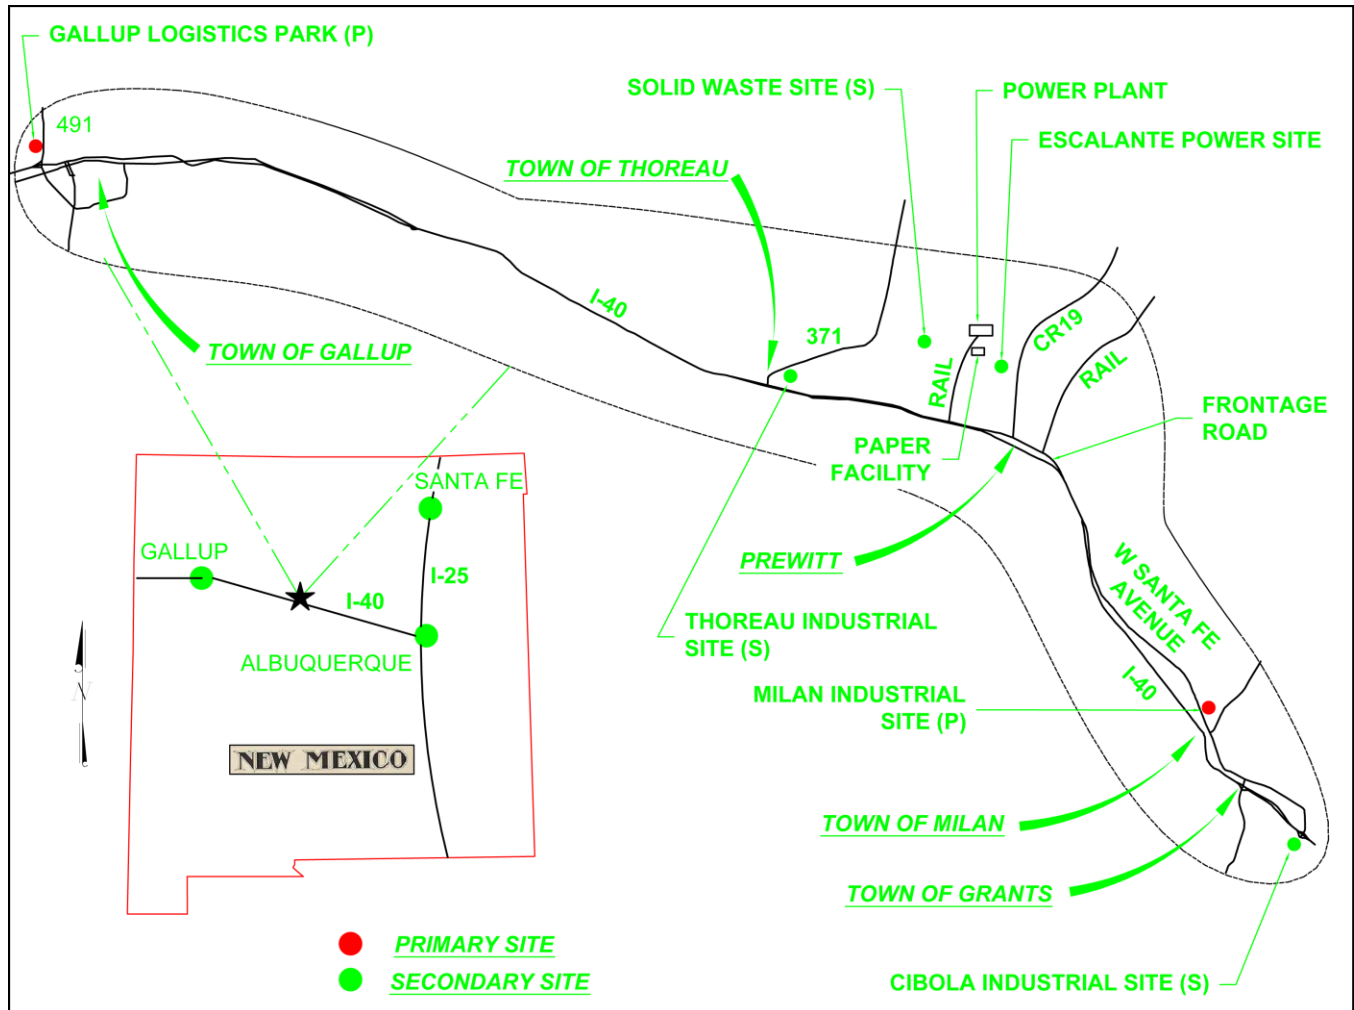 GALLUP LOGISTICS PARK (P)
491
SOLID WASTE SITE (S)
POWER PLANT
ESCALANTE POWER SITE
TOWN OF THOREAU
I-40
371
CR19
RAIL
RAIL
TOWN OF GALLUP
FRONTAGE
ROAD
PAPER
FACILITY
PREWITT
W SANTA FE
AVENUE
THOREAU INDUSTRIAL
SITE (S)
I-40
MILAN INDUSTRIAL
SITE (P)
TOWN OF MILAN
TOWN OF GRANTS
CIBOLA INDUSTRIAL SITE (S)
SANTA FE
GALLUP
I-25
I-40
ALBUQUERQUE
N
NEW MEXICO
PRIMARY SITE
SECONDARY SITE